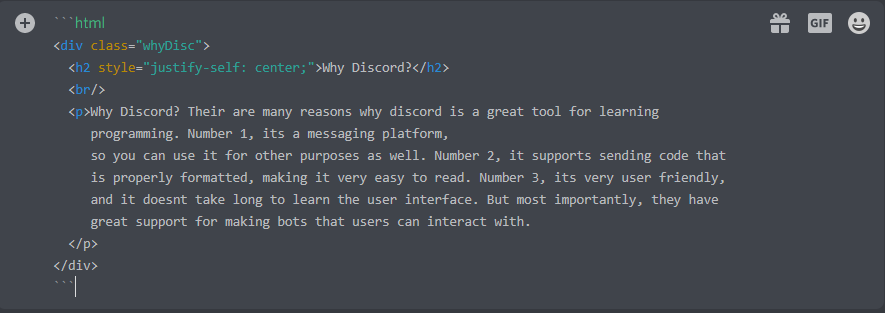 ```html
<div class="whyDisc">
  <h2 style="justify-self: center;">Why Discord?</h2>
  <br/>
  <p>Why Discord? Their are many reasons why discord is a great tool for learning
     programming. Number 1, its a messaging platform,
     so you can use it for other purposes as well. Number 2, it supports sending code that
     is properly formatted, making it very easy to read. Number 3, its very user friendly,
     and it doesnt take long to learn the user interface. But most importantly, they have
     great support for making bots that users can interact with.
  </p>
</div>
```
GIF